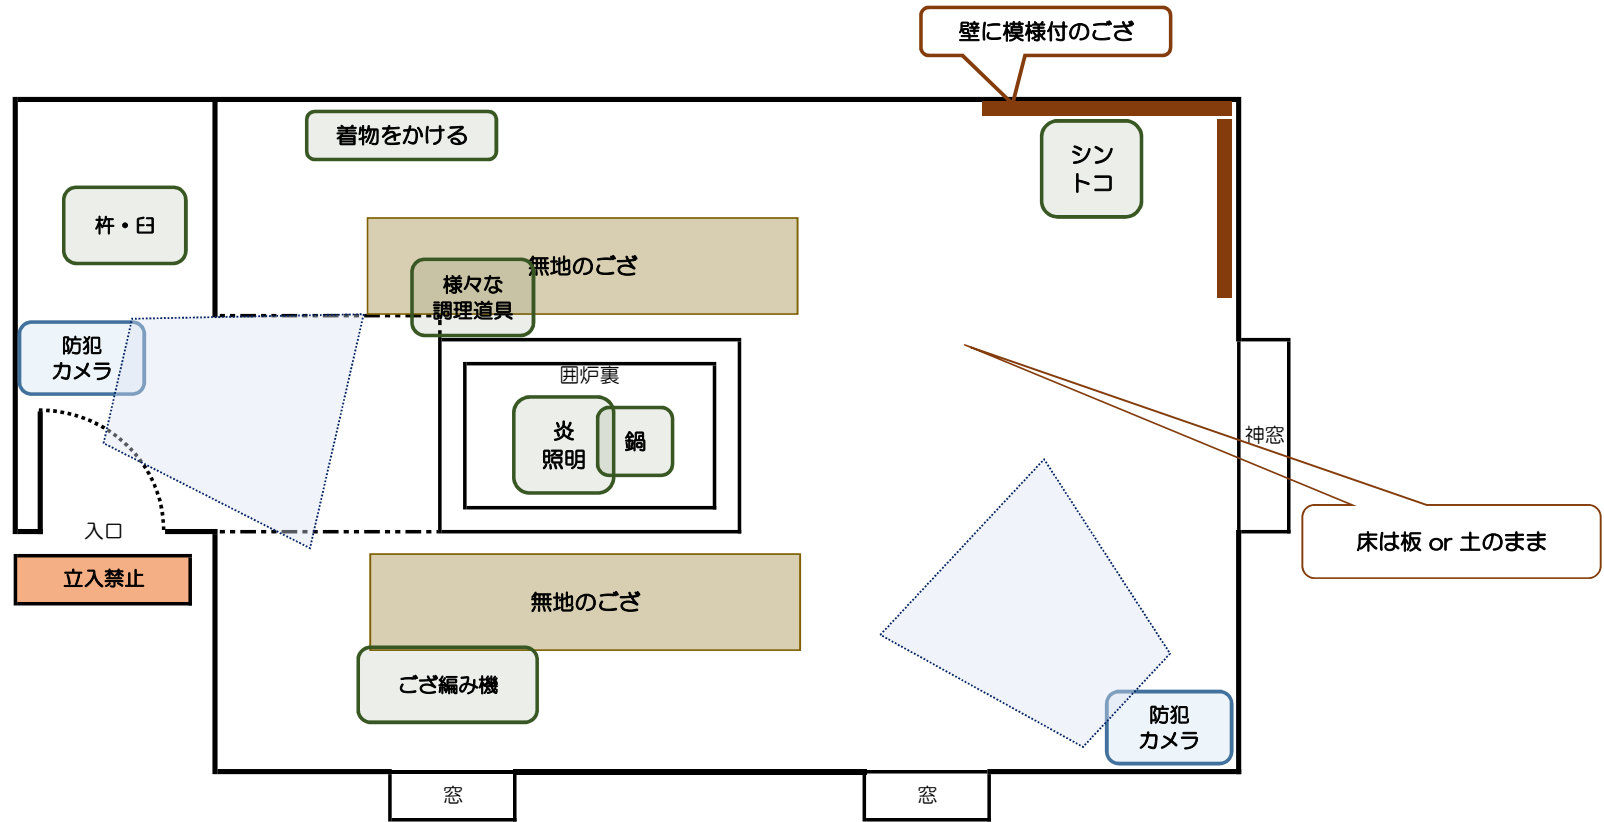 壁に模様付のござ
着物をかける
シン
トコ
杵・臼
無地のござ
様々な
調理道具
防犯
カメラ
囲炉裏
炎
照明
鍋
神窓
入口
床は板 or 土のまま
立入禁止
無地のござ
ござ編み機
防犯
カメラ
窓
窓